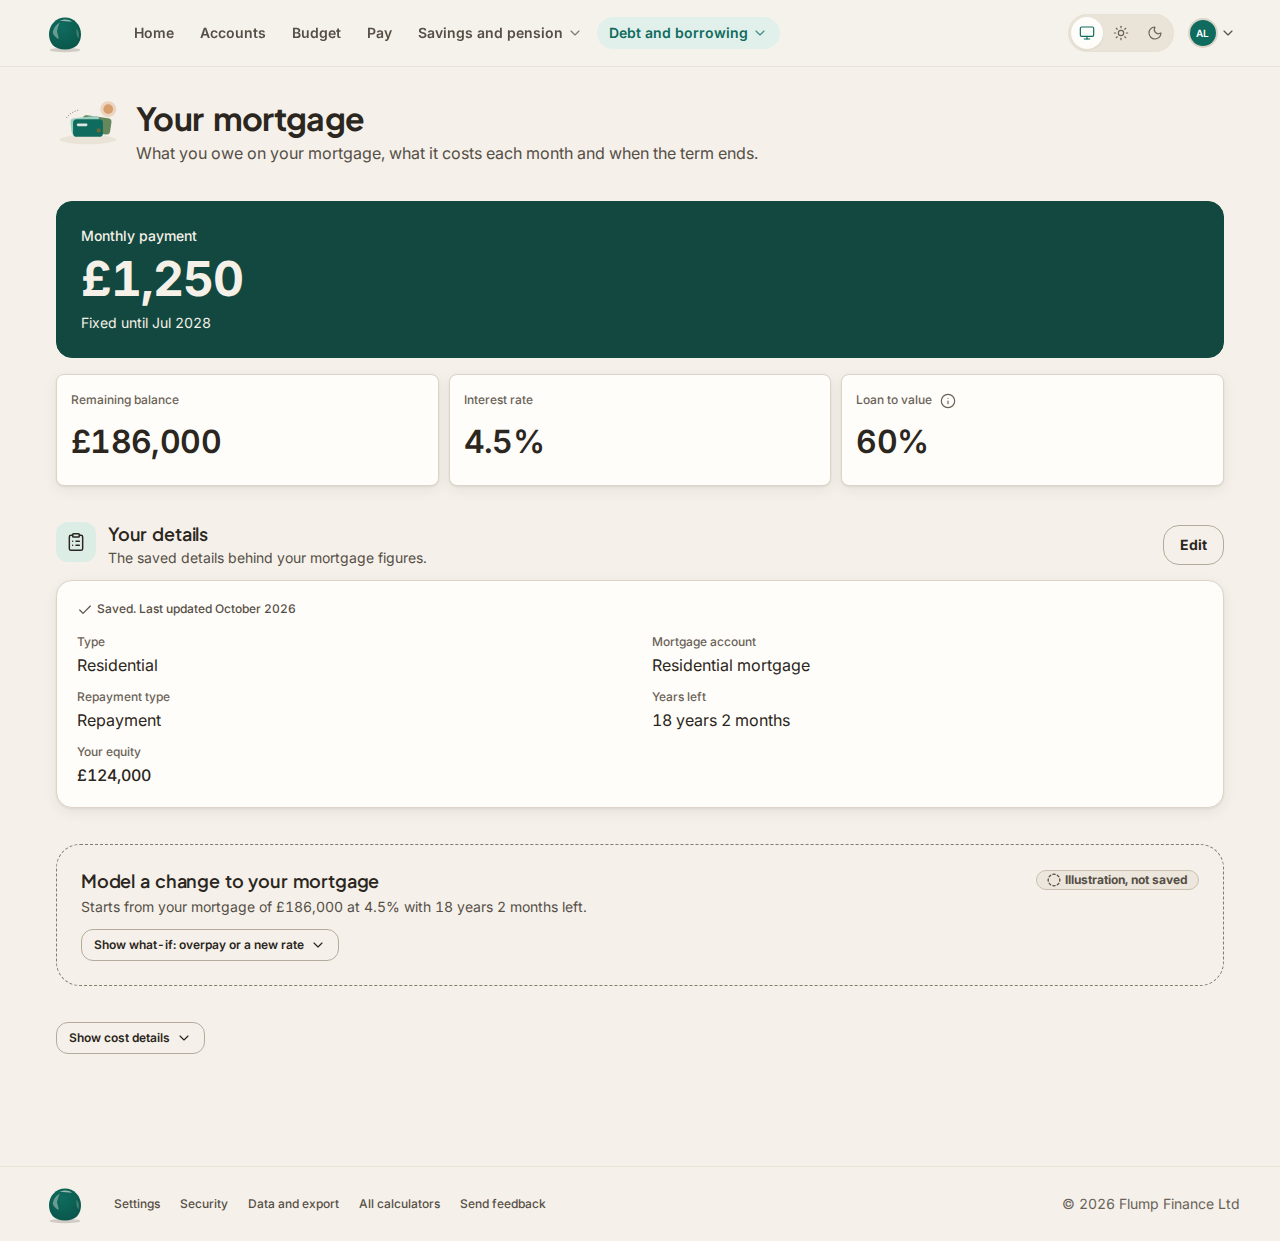 Home Accounts Budget Pay Savings and pension Debt and borrowing AL
Your mortgage
What you owe on your mortgage, what it costs each month and when the term ends.
Monthly payment
£1,250
Fixed until Jul 2028
Remaining balance
£186,000
Interest rate
4.5%
Loan to value
60%
Your details
The saved details behind your mortgage figures.
Edit
Saved. Last updated October 2026
Type
Residential
Mortgage account
Residential mortgage
Repayment type
Repayment
Years left
18 years 2 months
Your equity
£124,000
Model a change to your mortgage
Illustration, not saved
Starts from your mortgage of £186,000 at 4.5% with 18 years 2 months left.
Show what-if: overpay or a new rate
Show cost details
Settings Security Data and export All calculators Send feedback
© 2026 Flump Finance Ltd